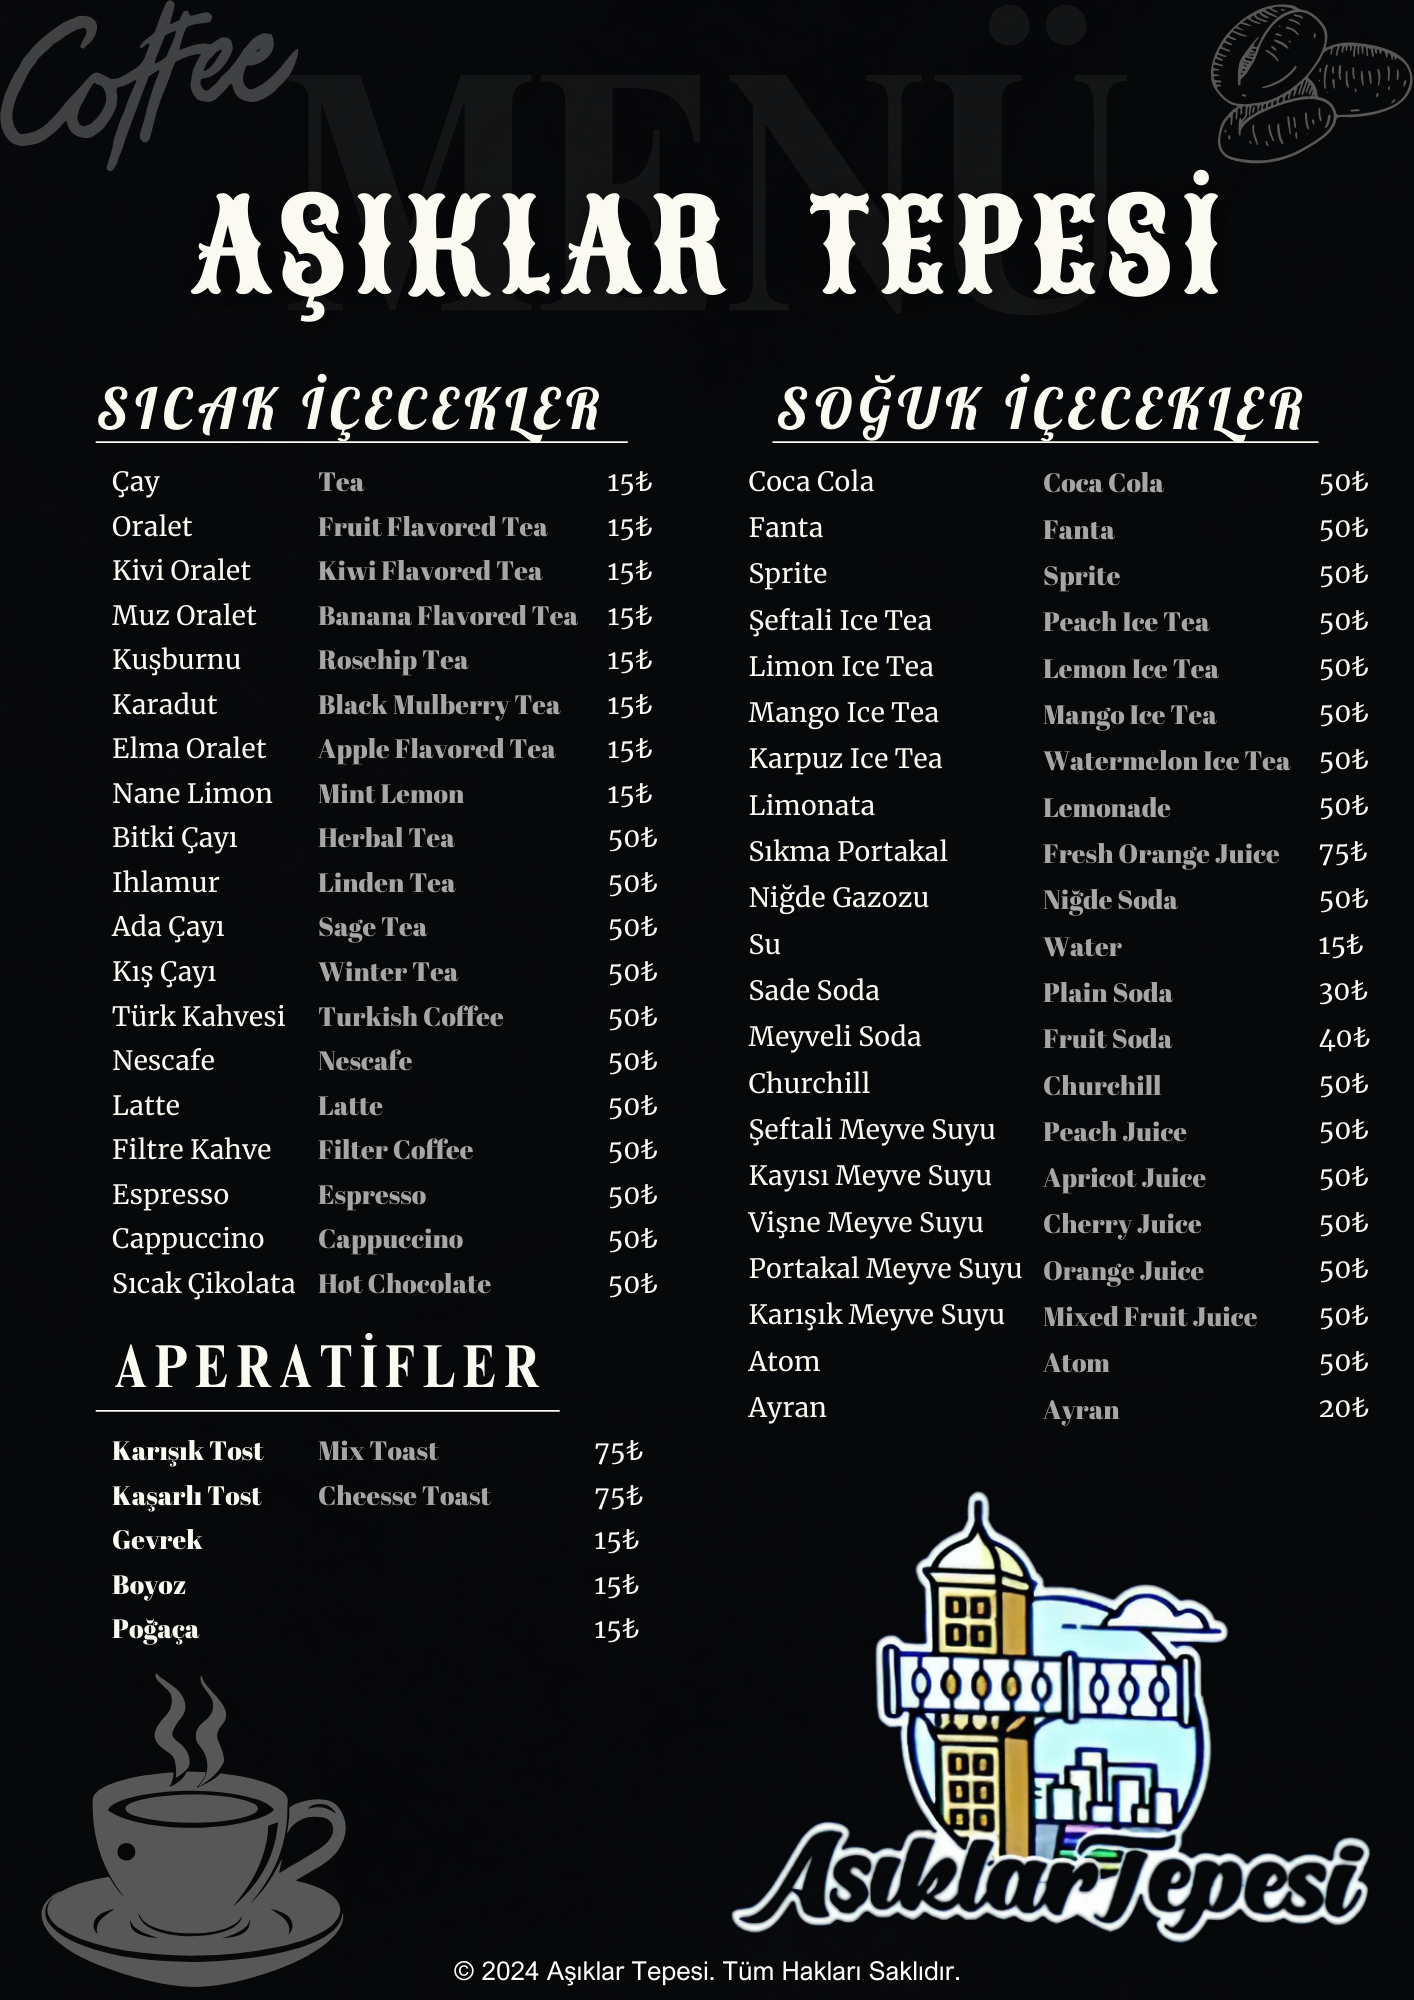 Coffee
MENÜ
AŞIKLAR TEPESİ
SICAK İÇECEKLER
Çay Tea 15₺
Oralet Fruit Flavored Tea 15₺
Kivi Oralet Kiwi Flavored Tea 15₺
Muz Oralet Banana Flavored Tea 15₺
Kuşburnu Rosehip Tea 15₺
Karadut Black Mulberry Tea 15₺
Elma Oralet Apple Flavored Tea 15₺
Nane Limon Mint Lemon 15₺
Bitki Çayı Herbal Tea 50₺
Ihlamur Linden Tea 50₺
Ada Çayı Sage Tea 50₺
Kış Çayı Winter Tea 50₺
Türk Kahvesi Turkish Coffee 50₺
Nescafe Nescafe 50₺
Latte Latte 50₺
Filtre Kahve Filter Coffee 50₺
Espresso Espresso 50₺
Cappuccino Cappuccino 50₺
Sıcak Çikolata Hot Chocolate 50₺
APERATİFLER
Karışık Tost Mix Toast 75₺
Kaşarlı Tost Cheesse Toast 75₺
Gevrek 15₺
Boyoz 15₺
Poğaça 15₺
SOĞUK İÇECEKLER
Coca Cola Coca Cola 50₺
Fanta Fanta 50₺
Sprite Sprite 50₺
Şeftali Ice Tea Peach Ice Tea 50₺
Limon Ice Tea Lemon Ice Tea 50₺
Mango Ice Tea Mango Ice Tea 50₺
Karpuz Ice Tea Watermelon Ice Tea 50₺
Limonata Lemonade 50₺
Sıkma Portakal Fresh Orange Juice 75₺
Niğde Gazozu Niğde Soda 50₺
Su Water 15₺
Sade Soda Plain Soda 30₺
Meyveli Soda Fruit Soda 40₺
Churchill Churchill 50₺
Şeftali Meyve Suyu Peach Juice 50₺
Kayısı Meyve Suyu Apricot Juice 50₺
Vişne Meyve Suyu Cherry Juice 50₺
Portakal Meyve Suyu Orange Juice 50₺
Karışık Meyve Suyu Mixed Fruit Juice 50₺
Atom Atom 50₺
Ayran Ayran 20₺
Asıklar Tepesi
© 2024 Aşıklar Tepesi. Tüm Hakları Saklıdır.